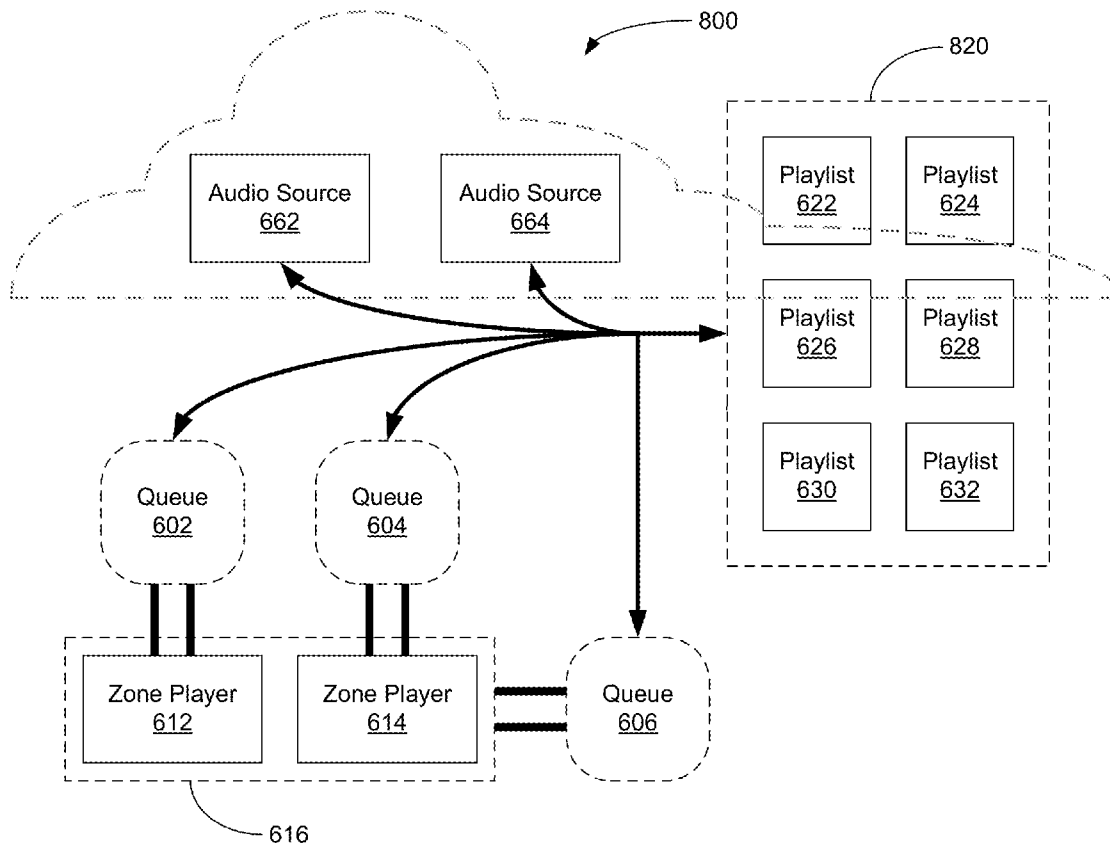 800
820
Audio Source
662
Audio Source
664
Playlist
622
Playlist
624
Playlist
626
Playlist
628
Playlist
630
Playlist
632
Queue
602
Queue
604
Zone Player
612
Zone Player
614
Queue
606
616